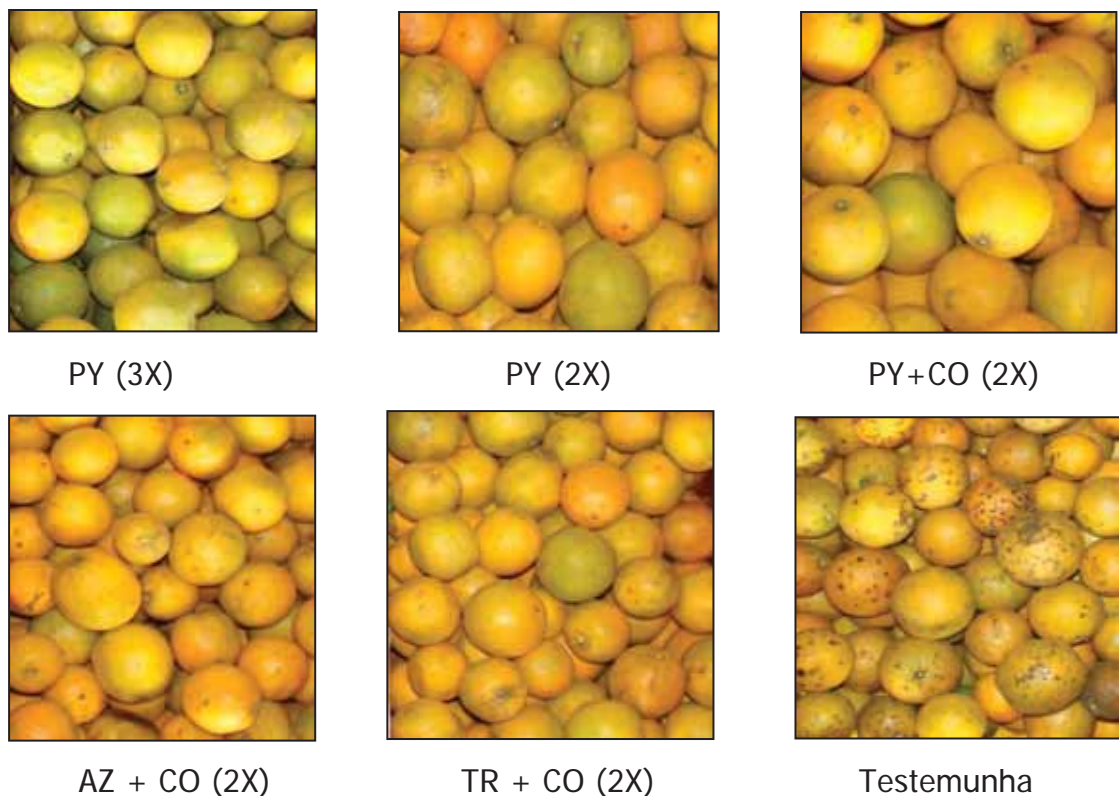 PY (3X)
PY (2X)
PY+CO (2X)
AZ + CO (2X)
TR + CO (2X)
Testemunha